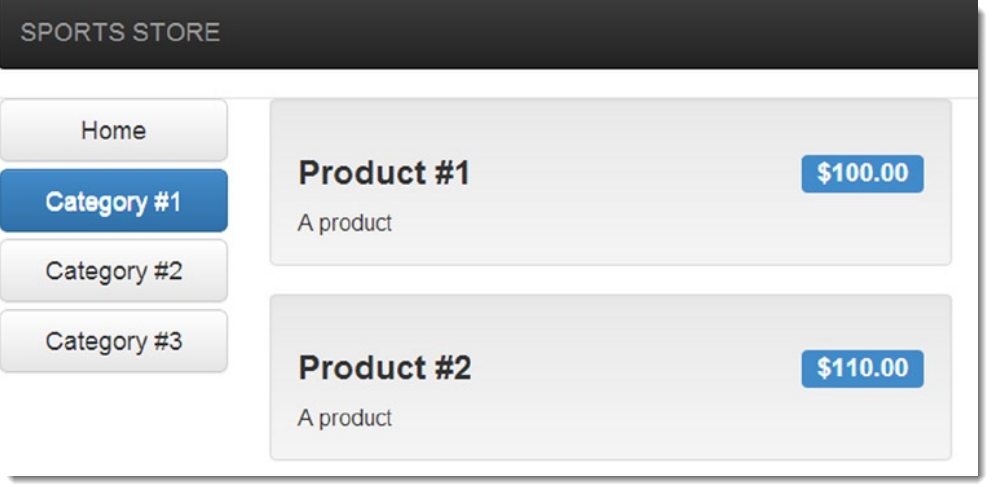 SPORTS STORE
Home
Category #1
Category #2
Category #3
Product #1
$100.00
A product
Product #2
$110.00
A product